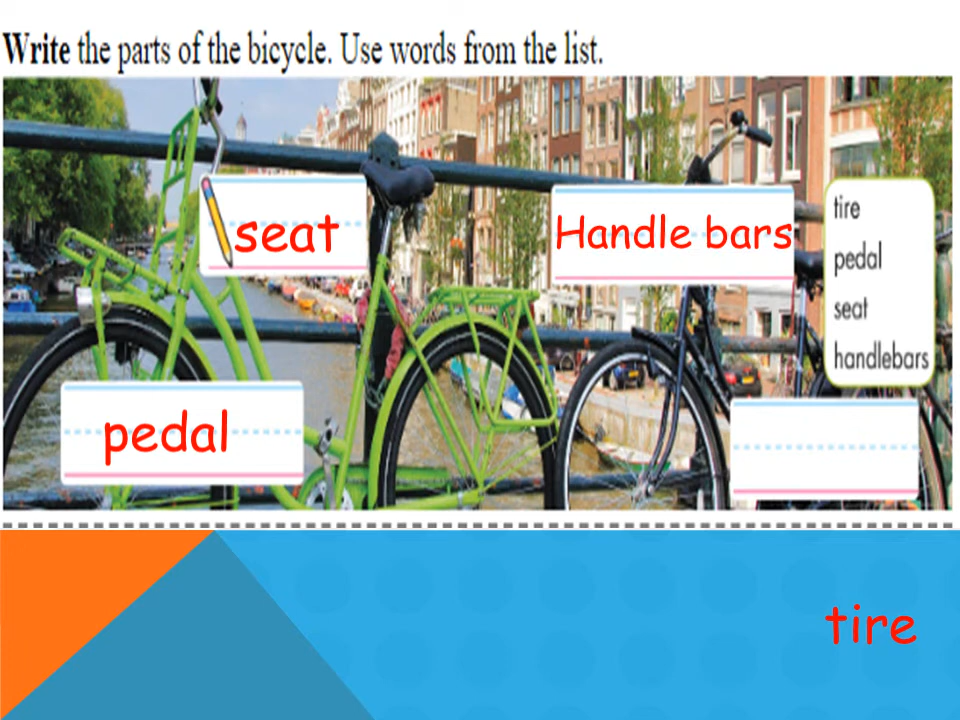 Write the parts of the bicycle. Use words from the list.
seat
Handle bars
tire
pedal
seat
handlebars
pedal
tire